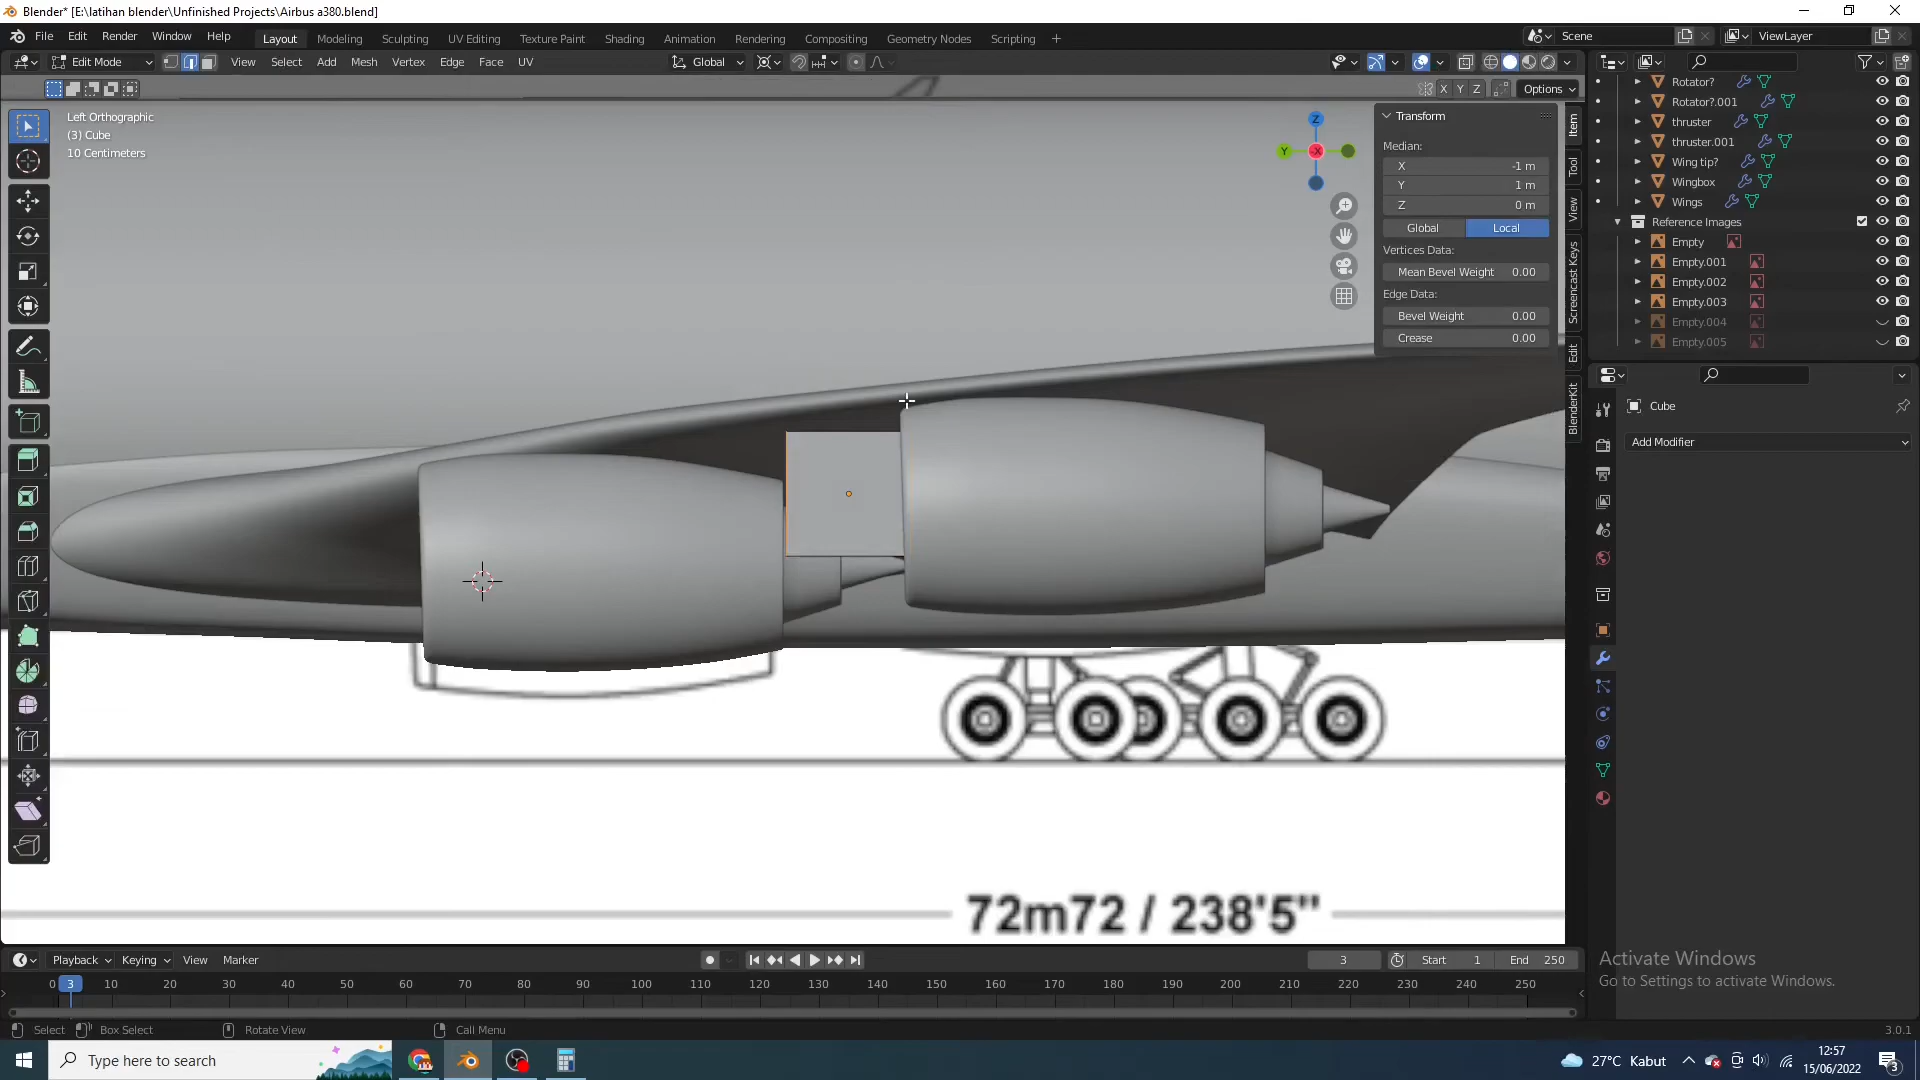 Blender* [E:\latihan blender\Unfinished Projects\Airbus a380.blend]
File Edit Render Window Help Layout Modeling Sculpting UV Editing Texture Paint Shading Animation Rendering Compositing Geometry Nodes Scripting + Scene ViewLayer
Edit Mode View Select Add Mesh Vertex Edge Face UV Global
X Y Z Options
Left Orthographic
(3) Cube
10 Centimeters
Z
Y
X
Transform
Median:
X -1 m
Y 1 m
Z 0 m
Global Local
Vertices Data:
Mean Bevel Weight 0.00
Edge Data:
Bevel Weight 0.00
Crease 0.00
Item
Tool
View
Screencast Keys
Edit
BlenderKit
Rotator?
Rotator?.001
thruster
thruster.001
Wing tip?
Wingbox
Wings
Reference Images
Empty
Empty.001
Empty.002
Empty.003
Empty.004
Empty.005
Cube
Add Modifier
72m72 / 238'5"
Activate Windows
Go to Settings to activate Windows.
Playback Keying View Marker 3 Start 1 End 250
0 3 10 20 30 40 50 60 70 80 90 100 110 120 130 140 150 160 170 180 190 200 210 220 230 240 250
Select Box Select Rotate View Call Menu 3.0.1
Type here to search 27°C Kabut 12:57
15/06/2022
3